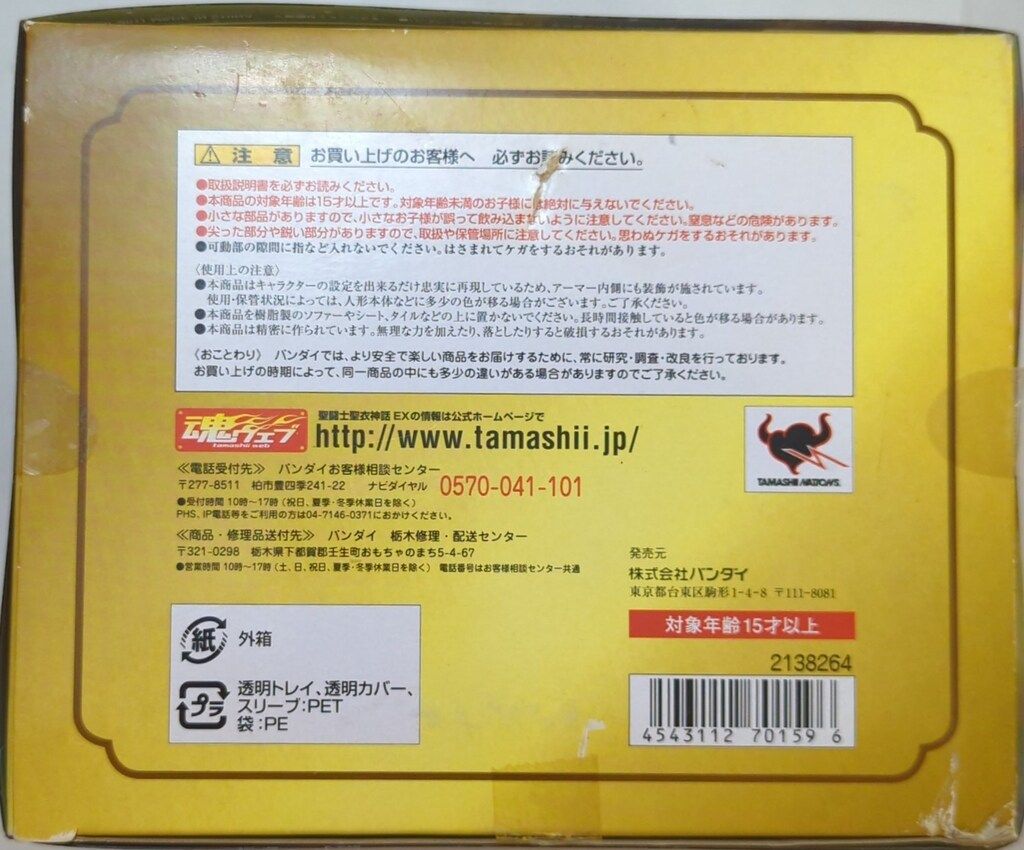 ⚠注意 お買い上げのお客様へ 必ずお読みください。
●取扱説明書を必ずお読みください。
●本商品の対象年齢は15才以上です。対象年齢未満のお子様には絶対に与えないでください。
●小さな部品がありますので、小さなお子様が誤って飲み込まないように注意してください。窒息などの危険があります。
●尖った部分や鋭い部分がありますので、取扱や保管場所に注意してください。思わぬケガをするおそれがあります。
●可動部の隙間に指など入れないでください。はさまれてケガをするおそれがあります。
〈使用上の注意〉
●本商品はキャラクターの設定を出来るだけ忠実に再現しているため、アーマー内側にも装飾が施されています。
使用・保管状況によっては、人形本体などに多少の色が移る場合がございます。ご了承ください。
●本商品を樹脂製のソファーやシート、タイルなどの上に置かないでください。長時間接触していると色が移る場合があります。
●本商品は精密に作られています。無理な力を加えたり、落としたりすると破損するおそれがあります。
〈おことわり〉 バンダイでは、より安全で楽しい商品をお届けするために、常に研究・調査・改良を行っております。
お買い上げの時期によって、同一商品の中にも多少の違いがある場合がありますのでご了承ください。
魂ウェブ
tamashii web
聖闘士聖衣神話EXの情報は公式ホームページで
http://www.tamashii.jp/
TAMASHII NATIONS
≪電話受付先≫ バンダイお客様相談センター
〒277-8511 柏市豊四季241-22 ナビダイヤル 0570-041-101
●受付時間 10時〜17時(祝日、夏季・冬季休業日を除く)
PHS、IP電話等をご利用の方は04-7146-0371におかけください。
≪商品・修理品送付先≫ バンダイ 栃木修理・配送センター
〒321-0298 栃木県下都賀郡壬生町おもちゃのまち5-4-67
●営業時間 10時〜17時(土、日、祝日、夏季・冬季休業日を除く) 電話番号はお客様相談センター共通
発売元
株式会社バンダイ
東京都台東区駒形1-4-8 〒111-8081
対象年齢15才以上
2138264
4543112 70159 6
紙 外箱
プラ 透明トレイ、透明カバー、
スリーブ:PET
袋:PE